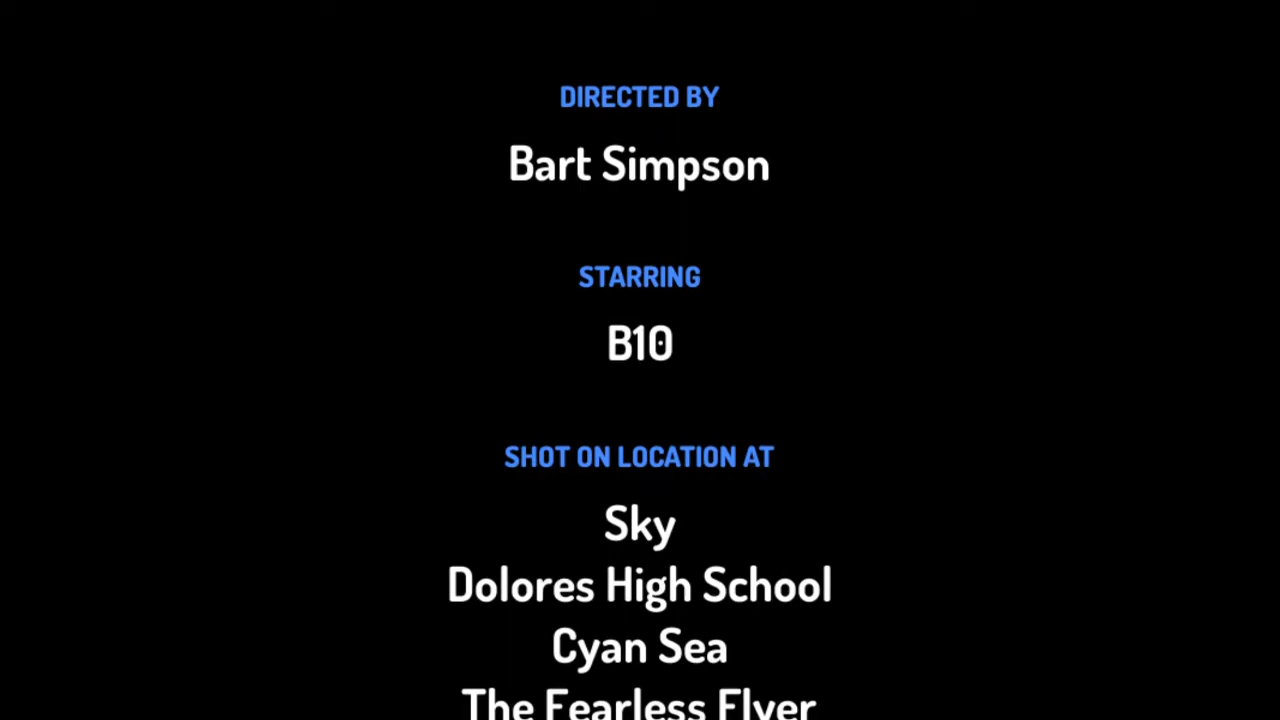 DIRECTED BY
Bart Simpson
STARRING
B10
SHOT ON LOCATION AT
Sky
Dolores High School
Cyan Sea
The Fearless Flyer